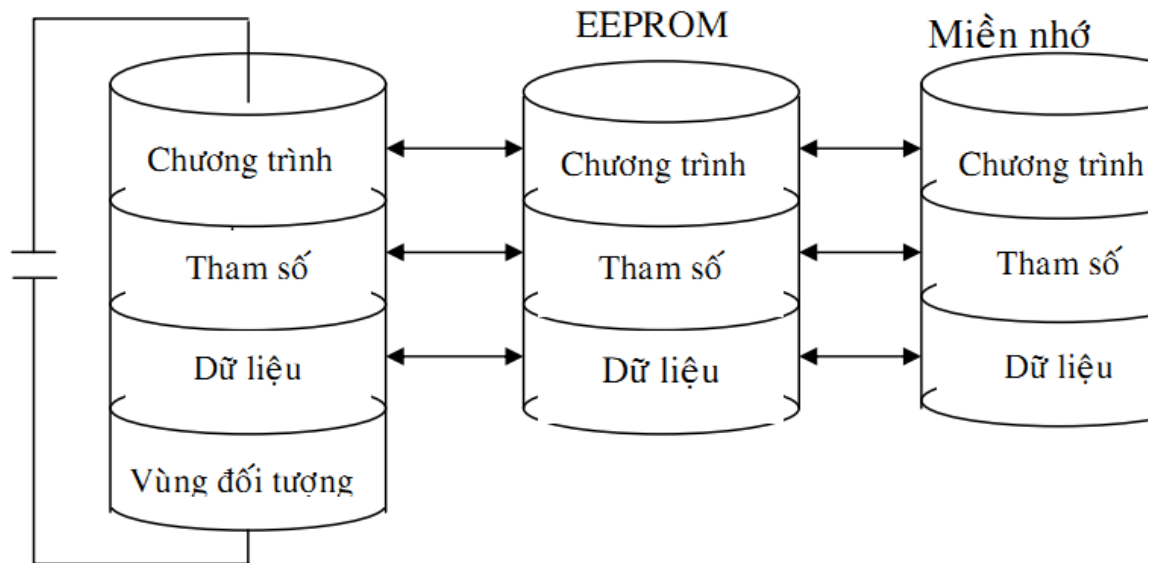 EEPROM
Miền nhớ
Chương trình
Chương trình
Chương trình
Tham số
Tham số
Tham số
Dữ liệu
Dữ liệu
Dữ liệu
Vùng đối tượng